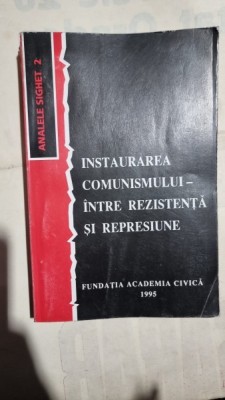 ANALELE SIGHET 2
INSTAURAREA
COMUNISMULUI –
ÎNTRE REZISTENȚĂ
ȘI REPRESIUNE
FUNDAȚIA ACADEMIA CIVICĂ
1995